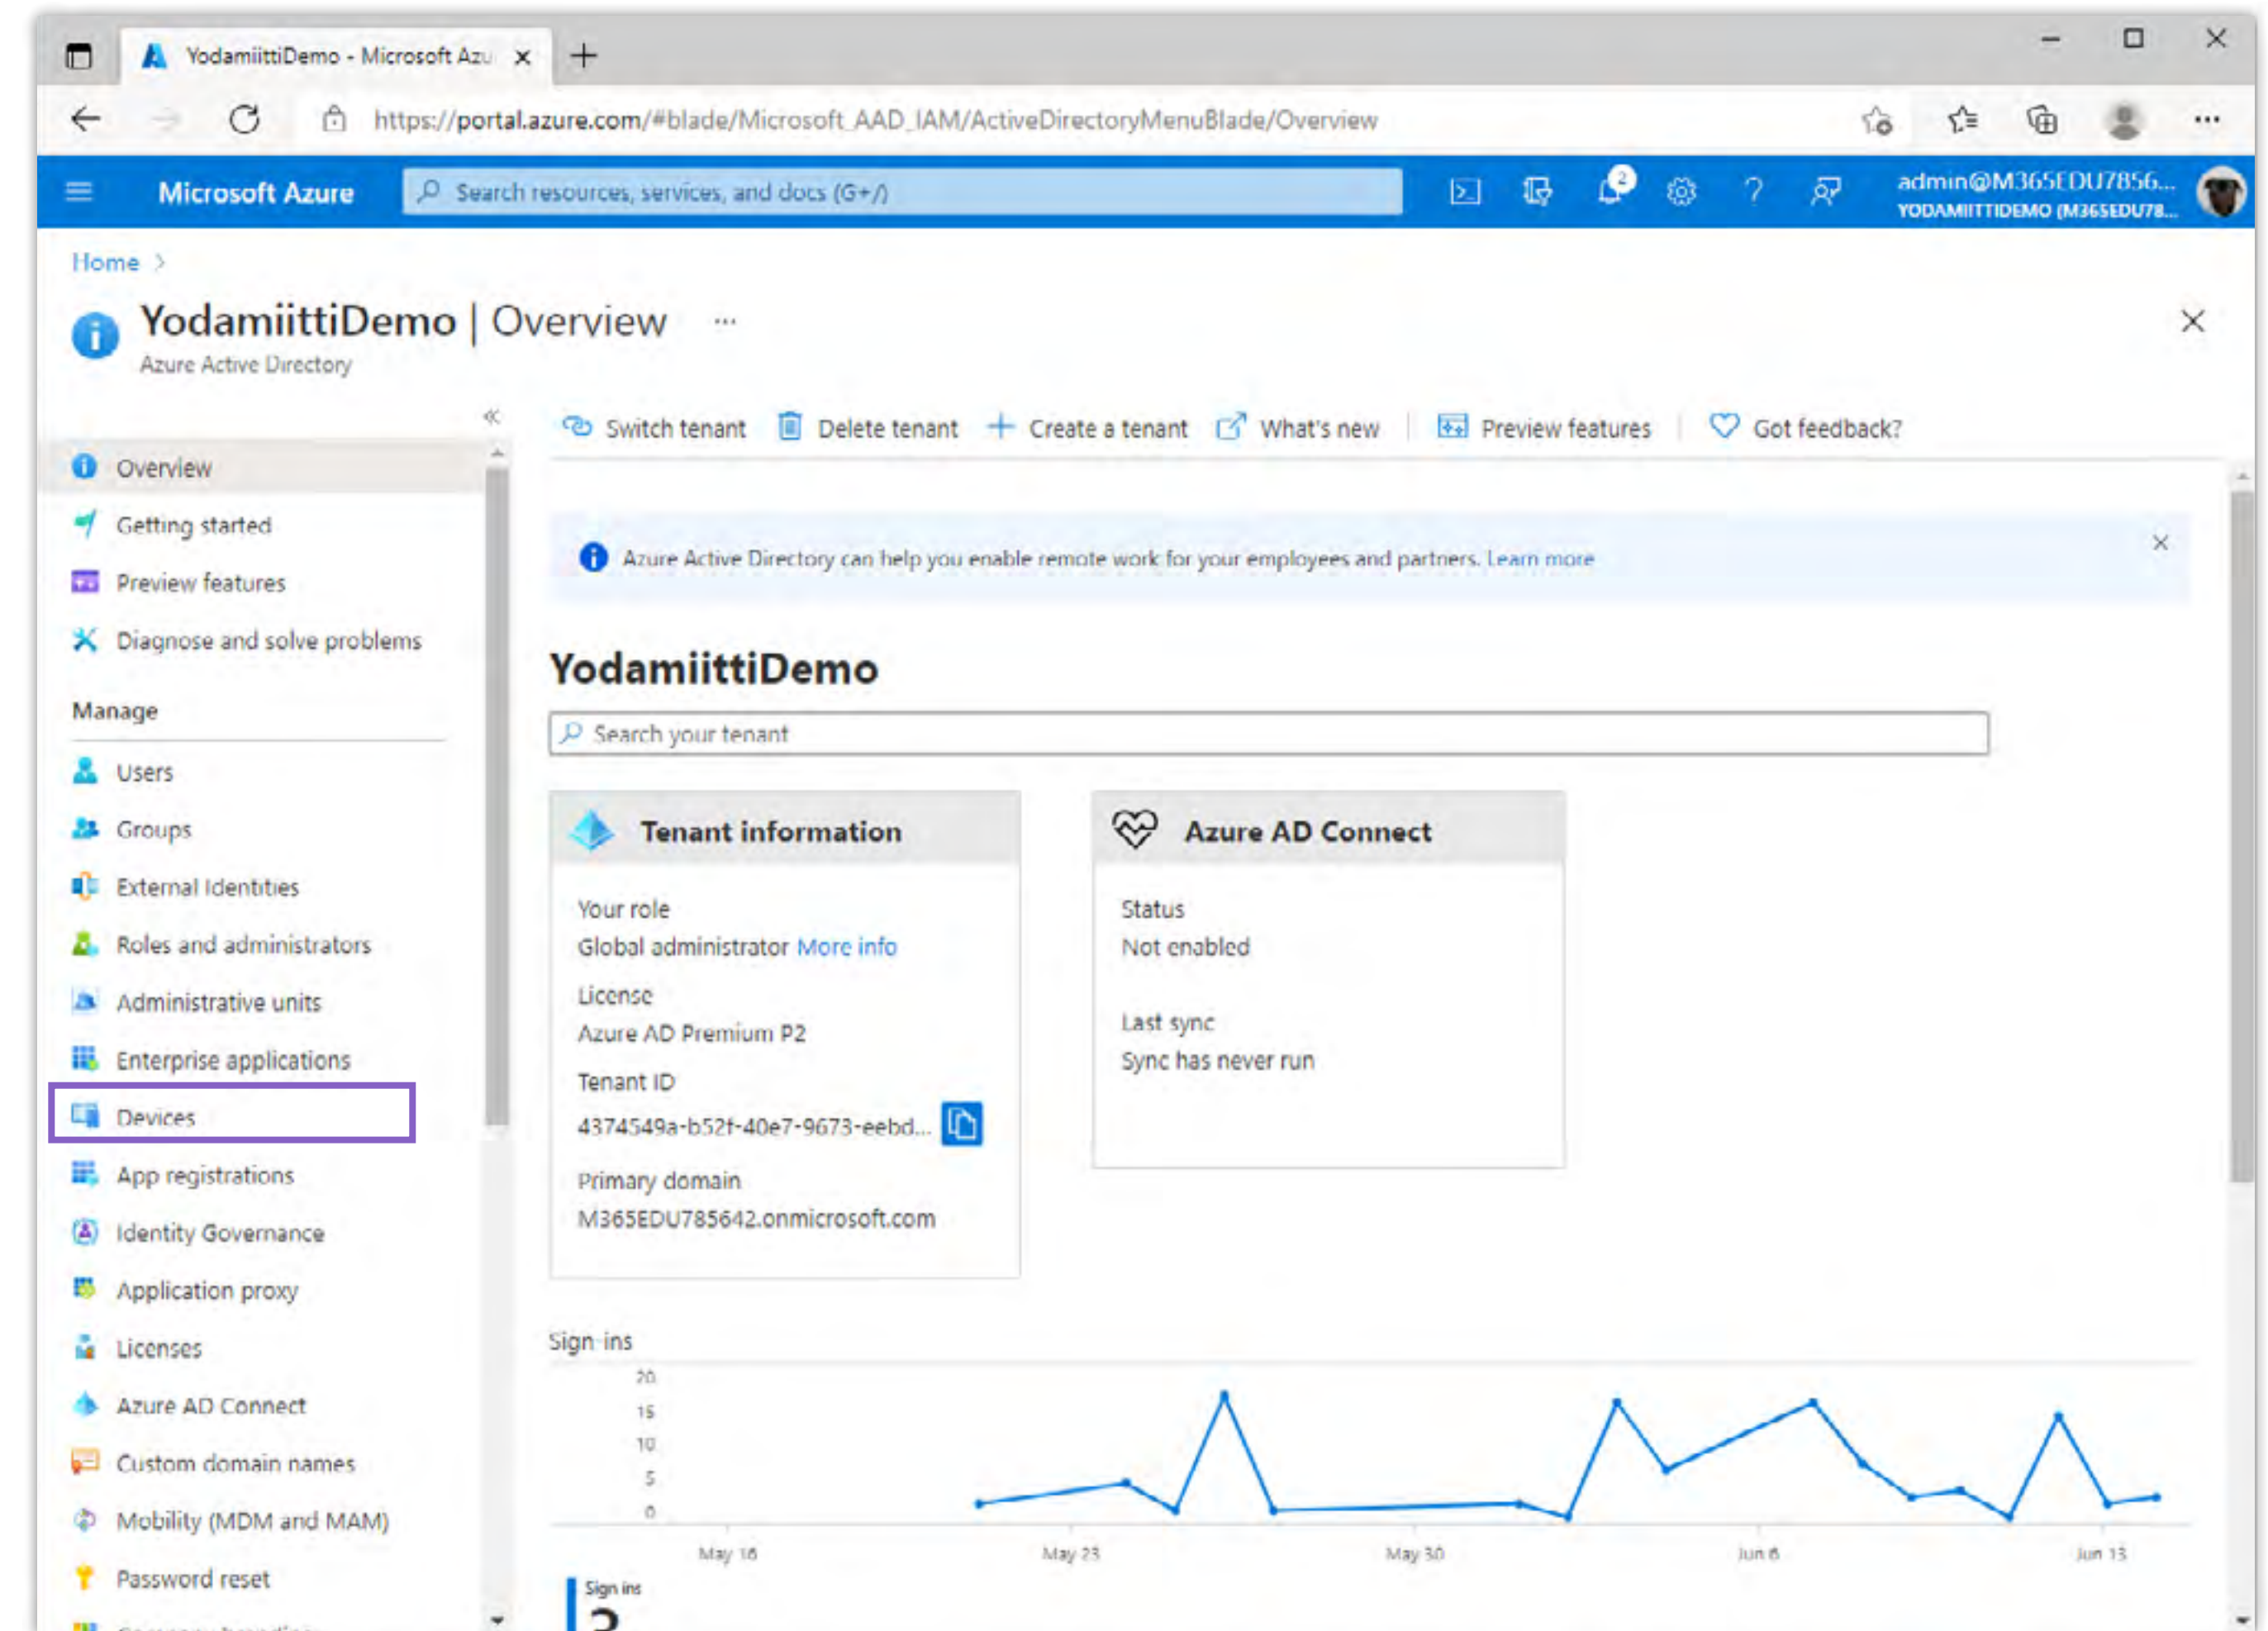 YodamiittiDemo - Microsoft Azu
https://portal.azure.com/#blade/Microsoft_AAD_IAM/ActiveDirectoryMenuBlade/Overview
Microsoft Azure
Search resources, services, and docs (G+/)
2
admin@M365EDU7856...
YODAMIITTIDEMO (M365EDU78...
Home >
YodamiittiDemo | Overview ...
Azure Active Directory
Switch tenant
Delete tenant
Create a tenant
What's new
Preview features
Got feedback?
Overview
Getting started
Preview features
Diagnose and solve problems
Manage
Users
Groups
External Identities
Roles and administrators
Administrative units
Enterprise applications
Devices
App registrations
Identity Governance
Application proxy
Licenses
Azure AD Connect
Custom domain names
Mobility (MDM and MAM)
Password reset
Azure Active Directory can help you enable remote work for your employees and partners. Learn more
YodamiittiDemo
Search your tenant
Tenant information
Your role
Global administrator More info
License
Azure AD Premium P2
Tenant ID
4374549a-b52f-40e7-9673-eebd...
Primary domain
M365EDU785642.onmicrosoft.com
Azure AD Connect
Status
Not enabled
Last sync
Sync has never run
Sign-ins
20
15
10
5
0
May 16
May 23
May 30
Jun 6
Jun 13
Sign ins